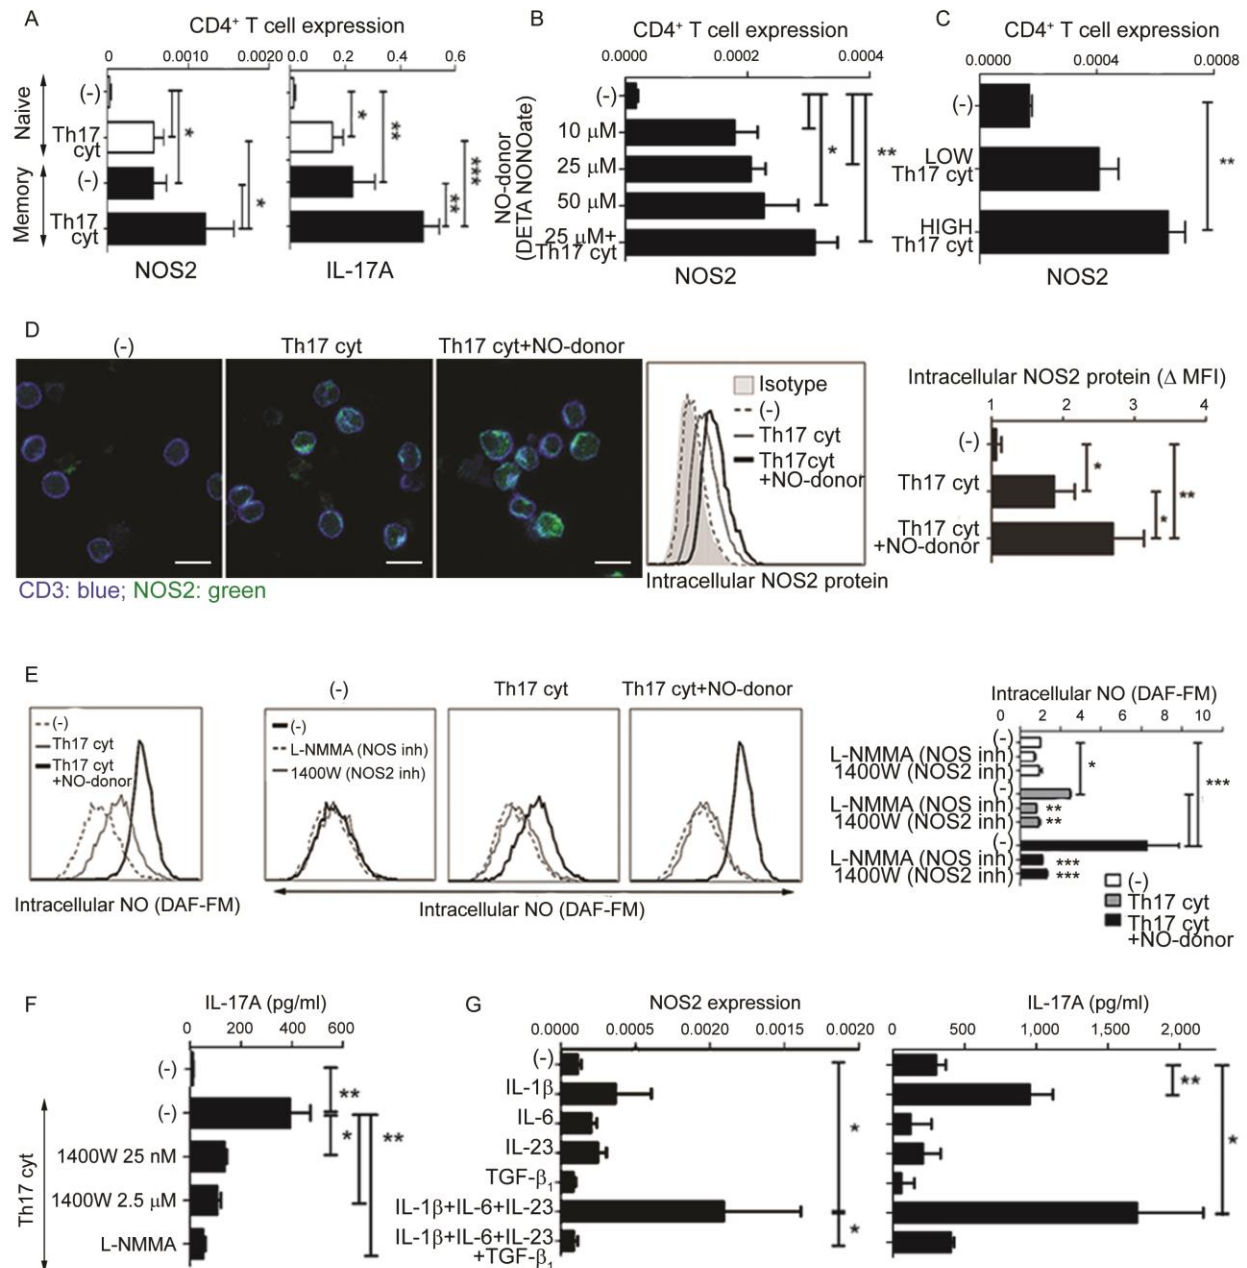 A
CD4+ T cell expression
0 0.0010 0.0020 0.0 0.2 0.4 0.6
Naive
(-)
Th17
cyt
Memory
(-)
Th17
cyt
* * *
* ** ** ***
NOS2
IL-17A
B
CD4+ T cell expression
0.0000 0.0002 0.0004
NO-donor
(DETA NONOate)
(-)
10 μM
25 μM
50 μM
25 μM+
Th17 cyt
* **
NOS2
C
CD4+ T cell expression
0.0000 0.0004 0.0008
(-)
LOW
Th17 cyt
HIGH
Th17 cyt
**
NOS2
D
(-)
Th17 cyt
Th17 cyt+NO-donor
CD3: blue; NOS2: green
Isotype
(-)
Th17 cyt
Th17cyt
+NO-donor
Intracellular NOS2 protein
Intracellular NOS2 protein (Δ MFI)
1 2 3 4
(-)
Th17 cyt
Th17 cyt
+NO-donor
* * **
E
(-)
Th17 cyt
Th17 cyt
+NO-donor
Intracellular NO (DAF-FM)
(-)
Th17 cyt
Th17 cyt+NO-donor
(-)
L-NMMA (NOS inh)
1400W (NOS2 inh)
Intracellular NO (DAF-FM)
Intracellular NO (DAF-FM)
0 2 4 6 8 10
(-)
L-NMMA (NOS inh)
1400W (NOS2 inh)
(-)
L-NMMA (NOS inh) **
1400W (NOS2 inh) **
(-)
L-NMMA (NOS inh) ***
1400W (NOS2 inh) ***
* ***
(-)
Th17 cyt
Th17 cyt
+NO-donor
F
IL-17A (pg/ml)
0 200 400 600
(-)
Th17 cyt
(-)
1400W 25 nM
1400W 2.5 μM
L-NMMA
** * **
G
NOS2 expression
0.0000 0.0005 0.0020 0.0015 0.0020
(-)
IL-1β
IL-6
IL-23
TGF-β1
IL-1β+IL-6+IL-23
IL-1β+IL-6+IL-23
+TGF-β1
* *
IL-17A (pg/ml)
0 500 1,000 1,500 2,000
** *